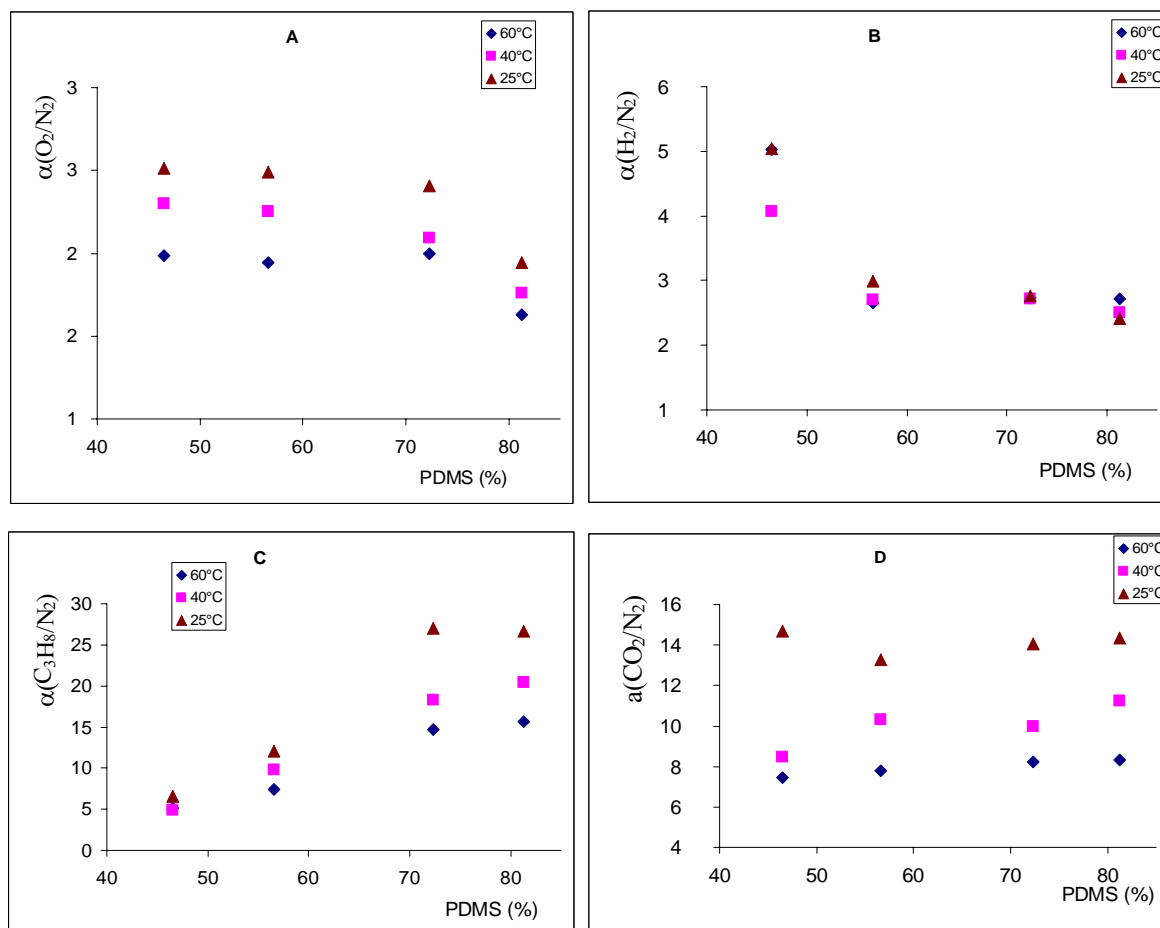 A
60°C
40°C
25°C
α(O₂/N₂)
3
3
2
2
1
40 50 60 70 80
PDMS (%)
B
60°C
40°C
25°C
α(H₂/N₂)
6
5
4
3
2
1
40 50 60 70 80
PDMS (%)
C
60°C
40°C
25°C
α(C₃H₈/N₂)
30
25
20
15
10
5
0
40 50 60 70 80
PDMS (%)
D
60°C
40°C
25°C
a(CO₂/N₂)
16
14
12
10
8
6
4
40 50 60 70 80
PDMS (%)